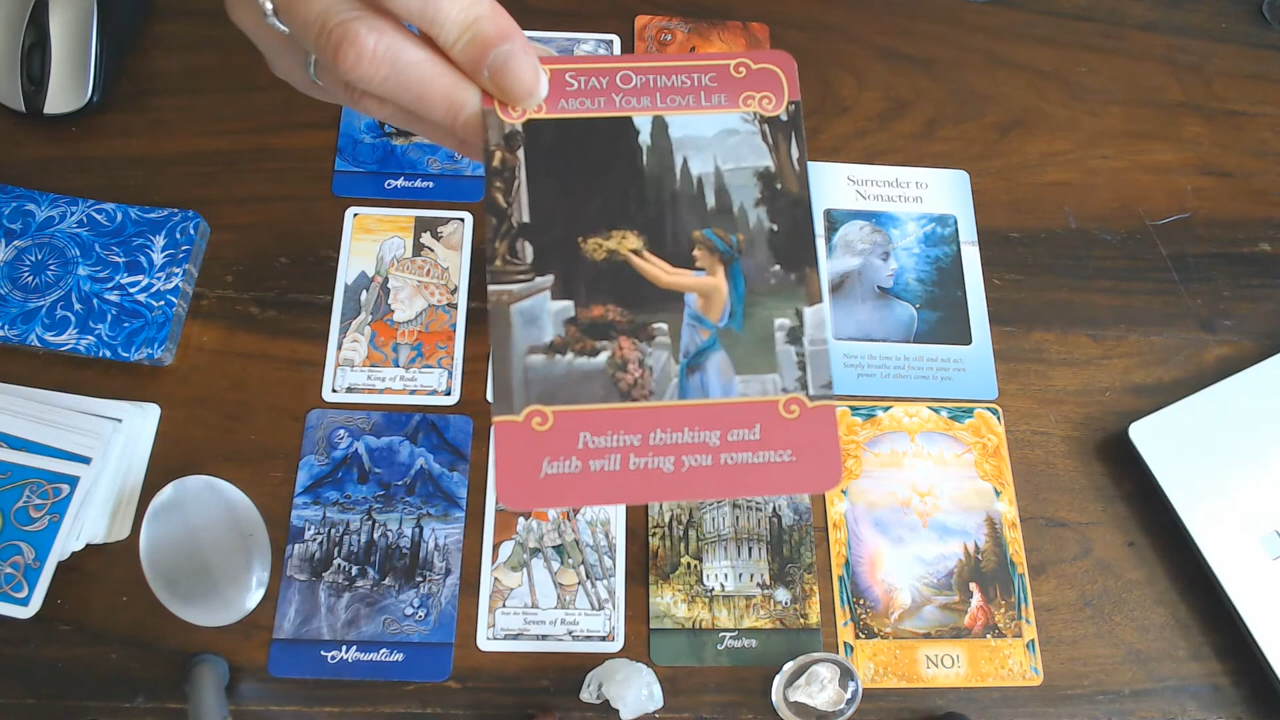 14
STAY OPTIMISTIC
ABOUT YOUR LOVE LIFE
Anchor
Surrender to
Nonaction
Now is the time to be still and not act.
Simply breathe and focus on your own
power. Let others come to you.
King of Rods
Positive thinking and
faith will bring you romance.
21
Seven of Rods
Tower
Mountain
NO!